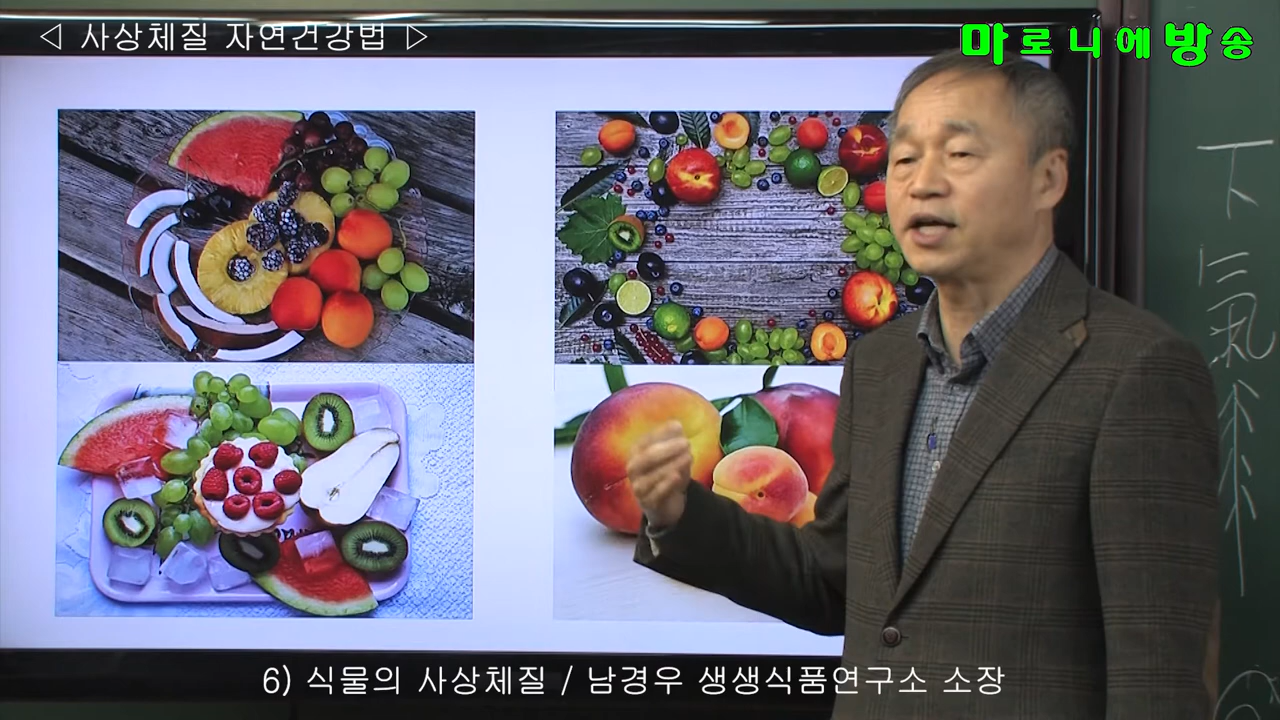 ◁ 사상체질 자연건강법 ▷
마로니에방송
下
氣
6) 식물의 사상체질 / 남경우 생생식품연구소 소장